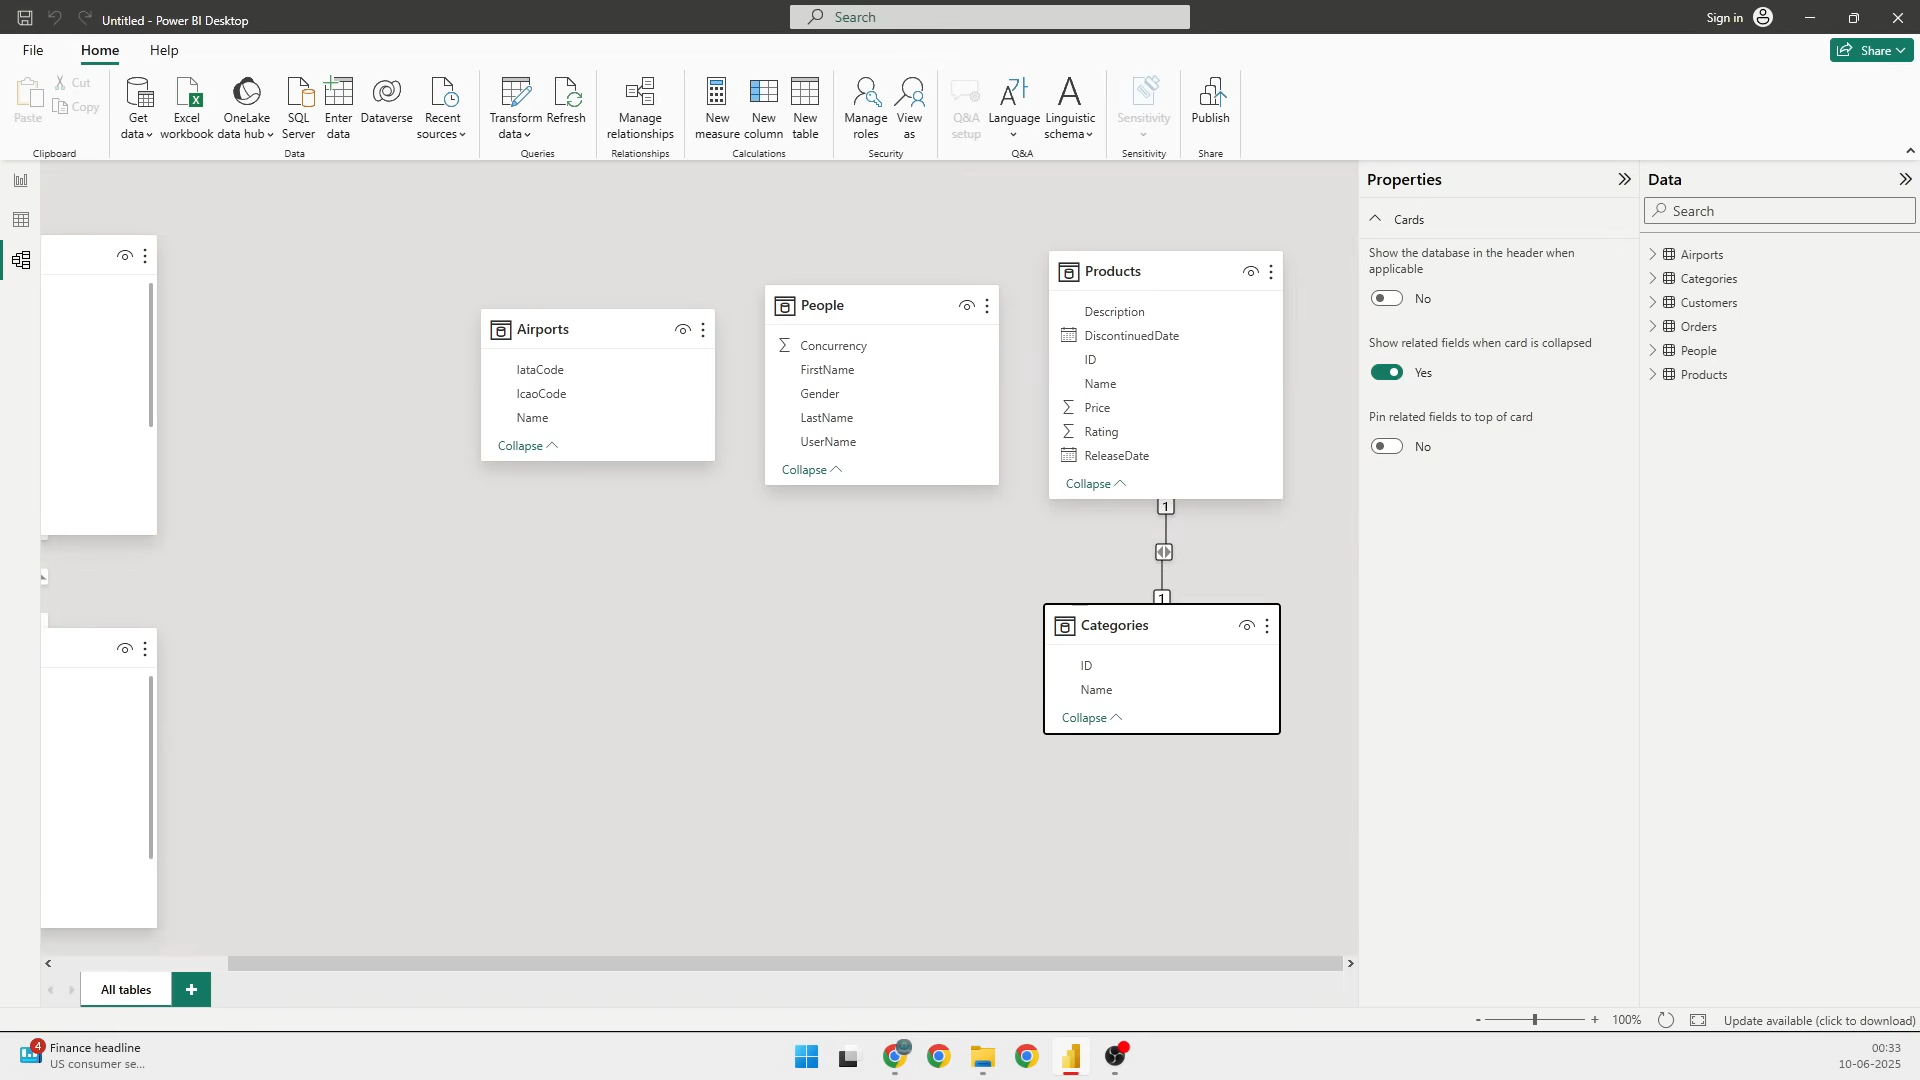 Untitled - Power BI Desktop
Search
Sign in
File
Home
Help
Share
Paste
Cut
Copy
Get data
Excel workbook
OneLake data hub
SQL Server
Enter data
Dataverse
Recent sources
Transform data
Refresh
Manage relationships
New measure
New column
New table
Manage roles
View as
Q&A setup
Language
Linguistic schema
Sensitivity
Publish
Clipboard
Data
Queries
Relationships
Calculations
Security
Q&A
Sensitivity
Share
Airports
IataCode
IcaoCode
Name
Collapse
People
Concurrency
FirstName
Gender
LastName
UserName
Collapse
Products
Description
DiscontinuedDate
ID
Name
Price
Rating
ReleaseDate
Collapse
1
1
Categories
ID
Name
Collapse
Properties
Cards
Show the database in the header when
applicable
No
Show related fields when card is collapsed
Yes
Pin related fields to top of card
No
Data
Search
Airports
Categories
Customers
Orders
People
Products
All tables
+
- + 100%
Update available (click to download)
4
Finance headline
US consumer se...
00:33
10-06-2025